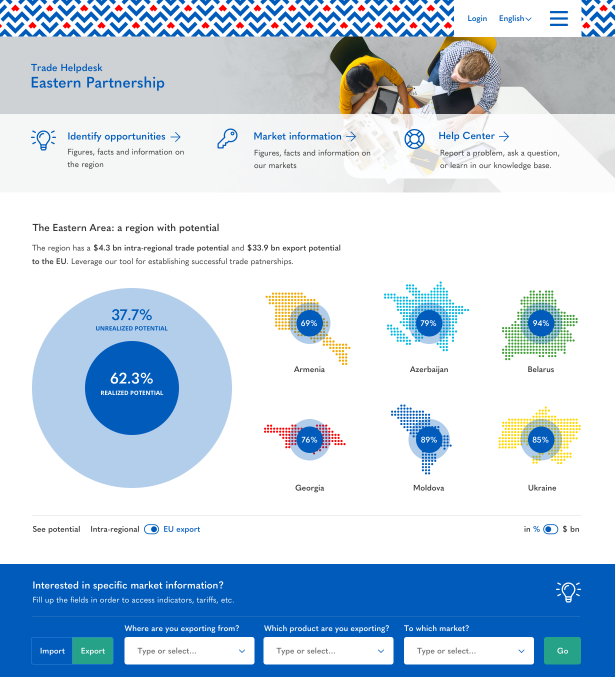 Login English
Trade Helpdesk
Eastern Partnership
Identify opportunities
Figures, facts and information on
the region
Market information
Figures, facts and information on
our markets
Help Center
Report a problem, ask a question,
or learn in our knowledge base.
The Eastern Area: a region with potential
The region has a $4.3 bn intra-regional trade potential and $33.9 bn export potential
to the EU. Leverage our tool for establishing successful trade patnerships.
37.7%
UNREALIZED POTENTIAL
62.3%
REALIZED POTENTIAL
69% 79% 94%
Armenia Azerbaijan Belarus
76% 89% 85%
Georgia Moldova Ukraine
See potential Intra-regional EU export in % $ bn
Interested in specific market information?
Fill up the fields in order to access indicators, tariffs, etc.
Where are you exporting from? Which product are you exporting? To which market?
Import Export Type or select... Type or select... Type or select... Go